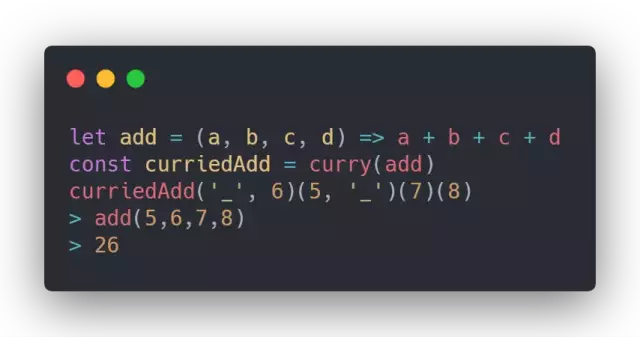 let add = (a, b, c, d) => a + b + c + d
const curriedAdd = curry(add)
curriedAdd('_', 6)(5, '_')(7)(8)
> add(5,6,7,8)
> 26